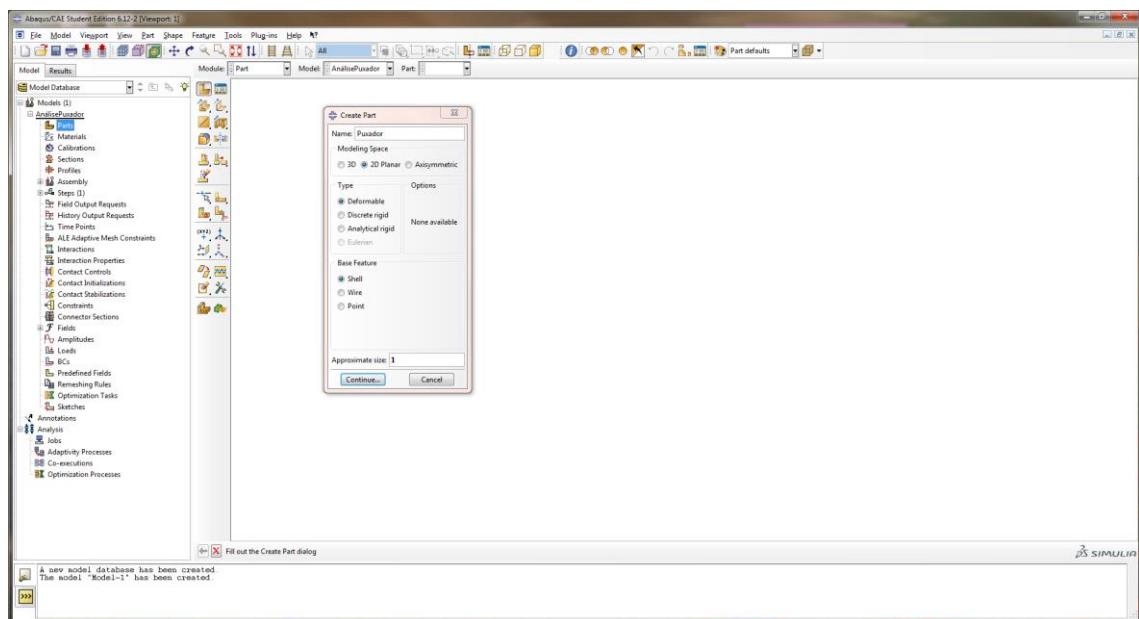 Abaqus/CAE Student Edition 6.12-2 [Viewport: 1]
File Model Viewport View Part Shape Feature Tools Plug-ins Help
All
Part defaults
Model Results
Module: Part Model: AnálisePuxador Part:
Model Database
Models (1)
AnálisePuxador
Parts
Materials
Calibrations
Sections
Profiles
Assembly
Steps (1)
Field Output Requests
History Output Requests
Time Points
ALE Adaptive Mesh Constraints
Interactions
Interaction Properties
Contact Controls
Contact Initializations
Contact Stabilizations
Constraints
Connector Sections
Fields
Amplitudes
Loads
BCs
Predefined Fields
Remeshing Rules
Optimization Tasks
Sketches
Annotations
Analysis
Jobs
Adaptivity Processes
Co-executions
Optimization Processes
Create Part
Name: Puxador
Modeling Space
3D 2D Planar Axisymmetric
Type
Options
Deformable
Discrete rigid
Analytical rigid
Eulerian
None available
Base Feature
Shell
Wire
Point
Approximate size: 1
Continue... Cancel
Fill out the Create Part dialog
SIMULIA
A new model database has been created.
The model "Model-1" has been created.